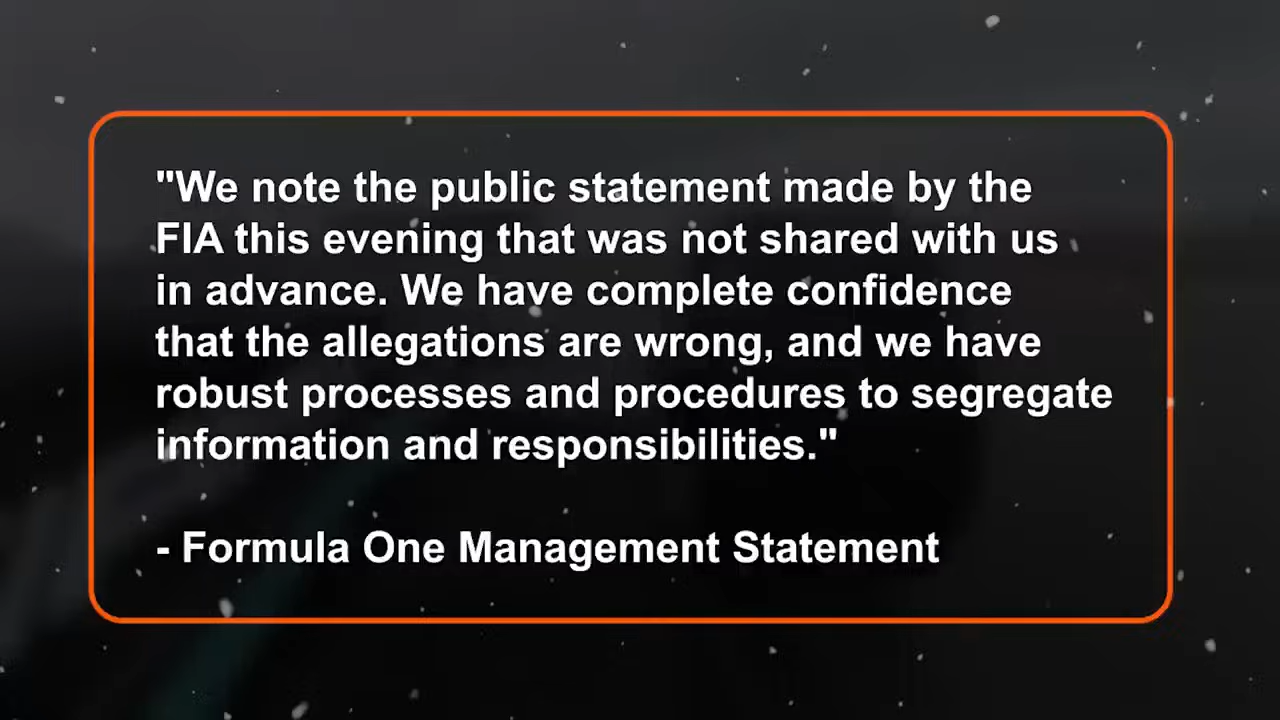 "We note the public statement made by the
FIA this evening that was not shared with us
in advance. We have complete confidence
that the allegations are wrong, and we have
robust processes and procedures to segregate
information and responsibilities."
- Formula One Management Statement